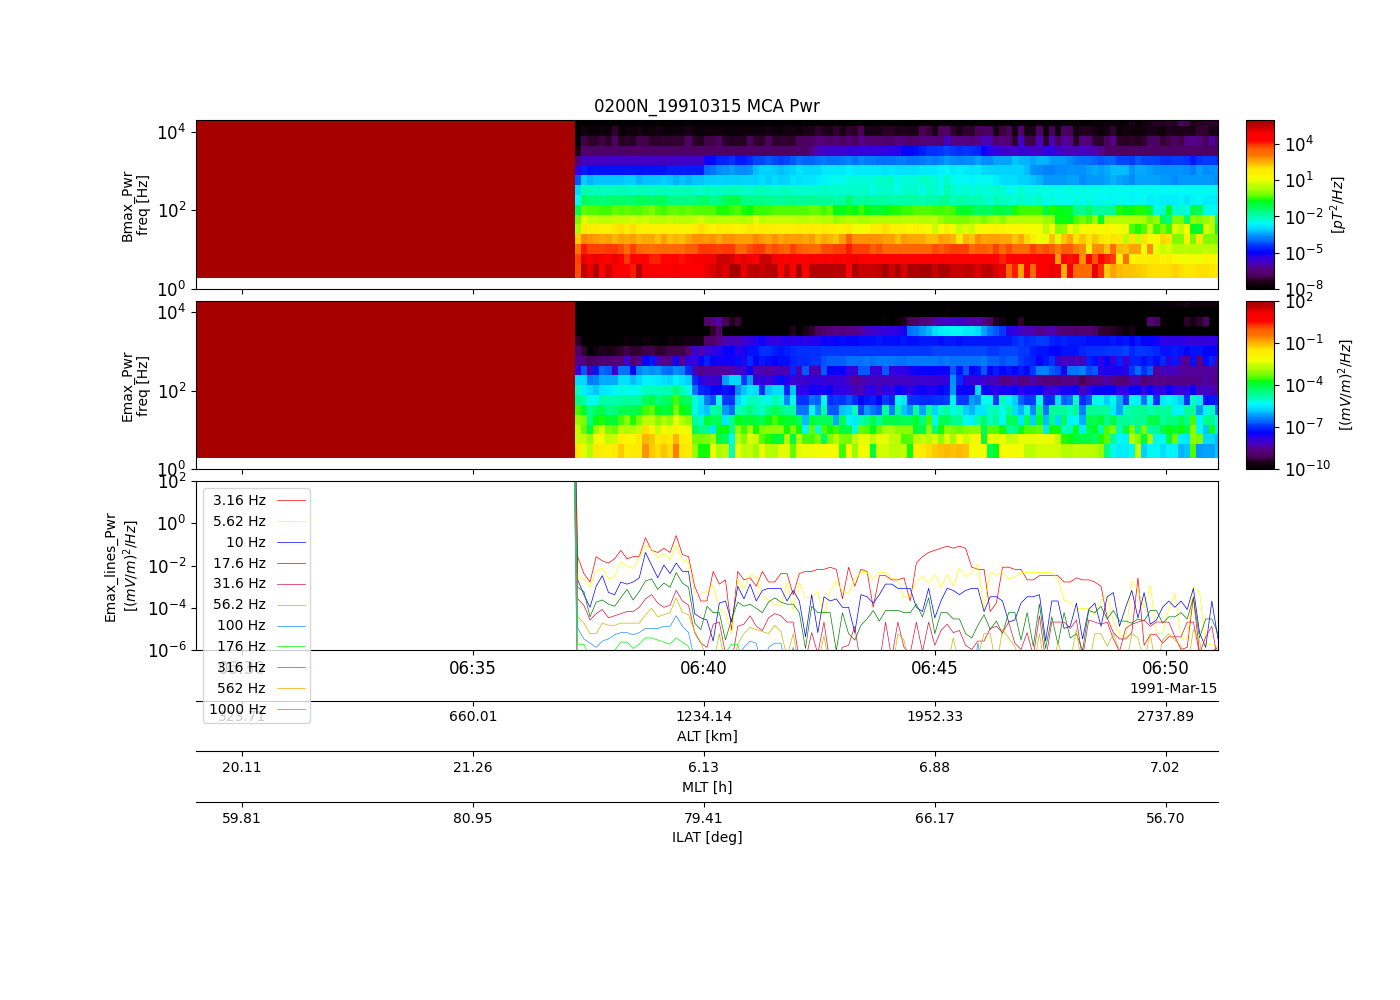 0200N_19910315 MCA Pwr
Bmax_Pwr
freq [Hz]
10^4
10^2
10^0
10^4
10^1
10^-2
10^-5
10^-8
[pT^2/Hz]
Emax_Pwr
freq [Hz]
10^4
10^2
10^0
10^2
10^-1
10^-4
10^-7
10^-10
[(mV/m)^2/Hz]
Emax_lines_Pwr
[(mV/m)^2/Hz]
10^2
10^0
10^-2
10^-4
10^-6
3.16 Hz
5.62 Hz
10 Hz
17.6 Hz
31.6 Hz
56.2 Hz
100 Hz
176 Hz
316 Hz
562 Hz
1000 Hz
06:35 06:40 06:45 06:50
1991-Mar-15
323.71 660.01 1234.14 1952.33 2737.89
ALT [km]
20.11 21.26 6.13 6.88 7.02
MLT [h]
59.81 80.95 79.41 66.17 56.70
ILAT [deg]